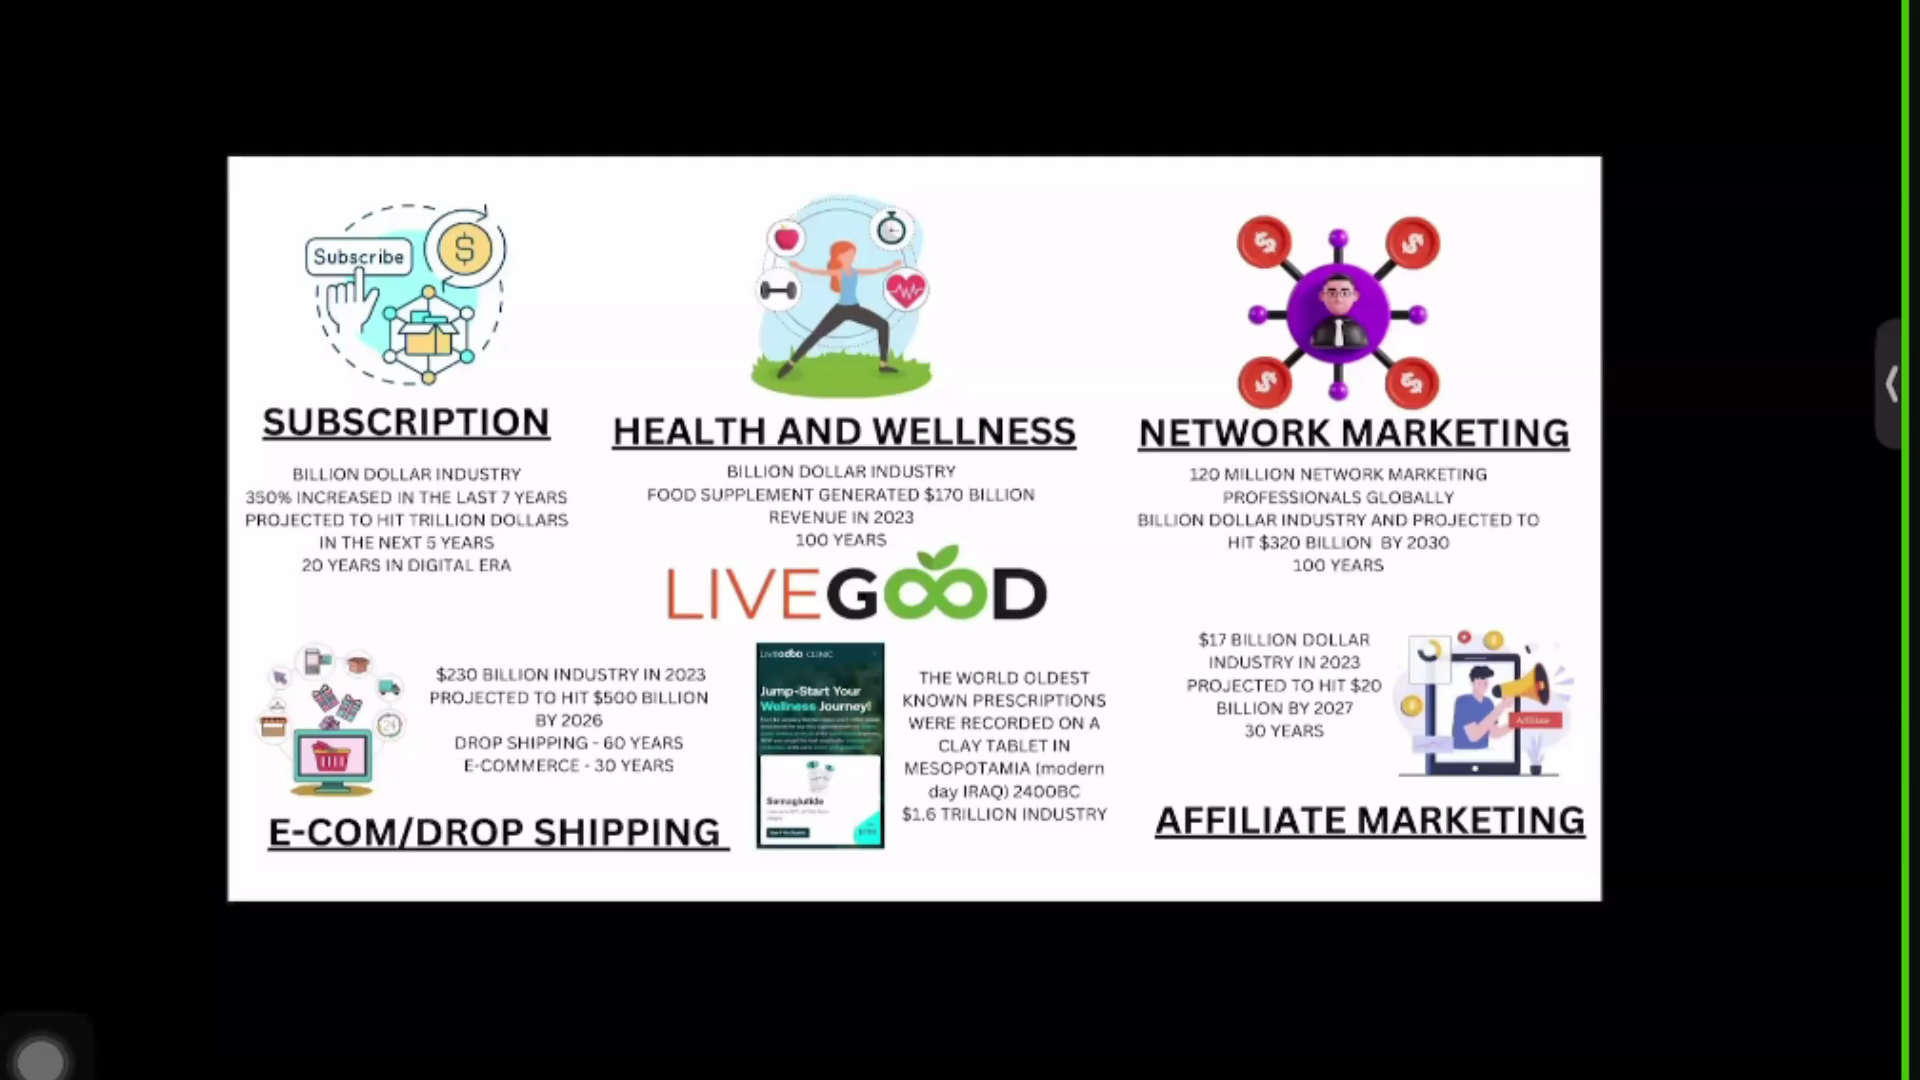 Subscribe
SUBSCRIPTION
BILLION DOLLAR INDUSTRY
350% INCREASED IN THE LAST 7 YEARS
PROJECTED TO HIT TRILLION DOLLARS
IN THE NEXT 5 YEARS
20 YEARS IN DIGITAL ERA
HEALTH AND WELLNESS
BILLION DOLLAR INDUSTRY
FOOD SUPPLEMENT GENERATED $170 BILLION
REVENUE IN 2023
100 YEARS
NETWORK MARKETING
120 MILLION NETWORK MARKETING
PROFESSIONALS GLOBALLY
BILLION DOLLAR INDUSTRY AND PROJECTED TO
HIT $320 BILLION BY 2030
100 YEARS
LIVEGOOD
$230 BILLION INDUSTRY IN 2023
PROJECTED TO HIT $500 BILLION
BY 2026
DROP SHIPPING - 60 YEARS
E-COMMERCE - 30 YEARS
E-COM/DROP SHIPPING
LIVEGOOD CLINIC
Jump-Start Your
Wellness Journey!
Semaglutide
THE WORLD OLDEST
KNOWN PRESCRIPTIONS
WERE RECORDED ON A
CLAY TABLET IN
MESOPOTAMIA (modern
day IRAQ) 2400BC
$1.6 TRILLION INDUSTRY
$17 BILLION DOLLAR
INDUSTRY IN 2023
PROJECTED TO HIT $20
BILLION BY 2027
30 YEARS
Affiliate
AFFILIATE MARKETING